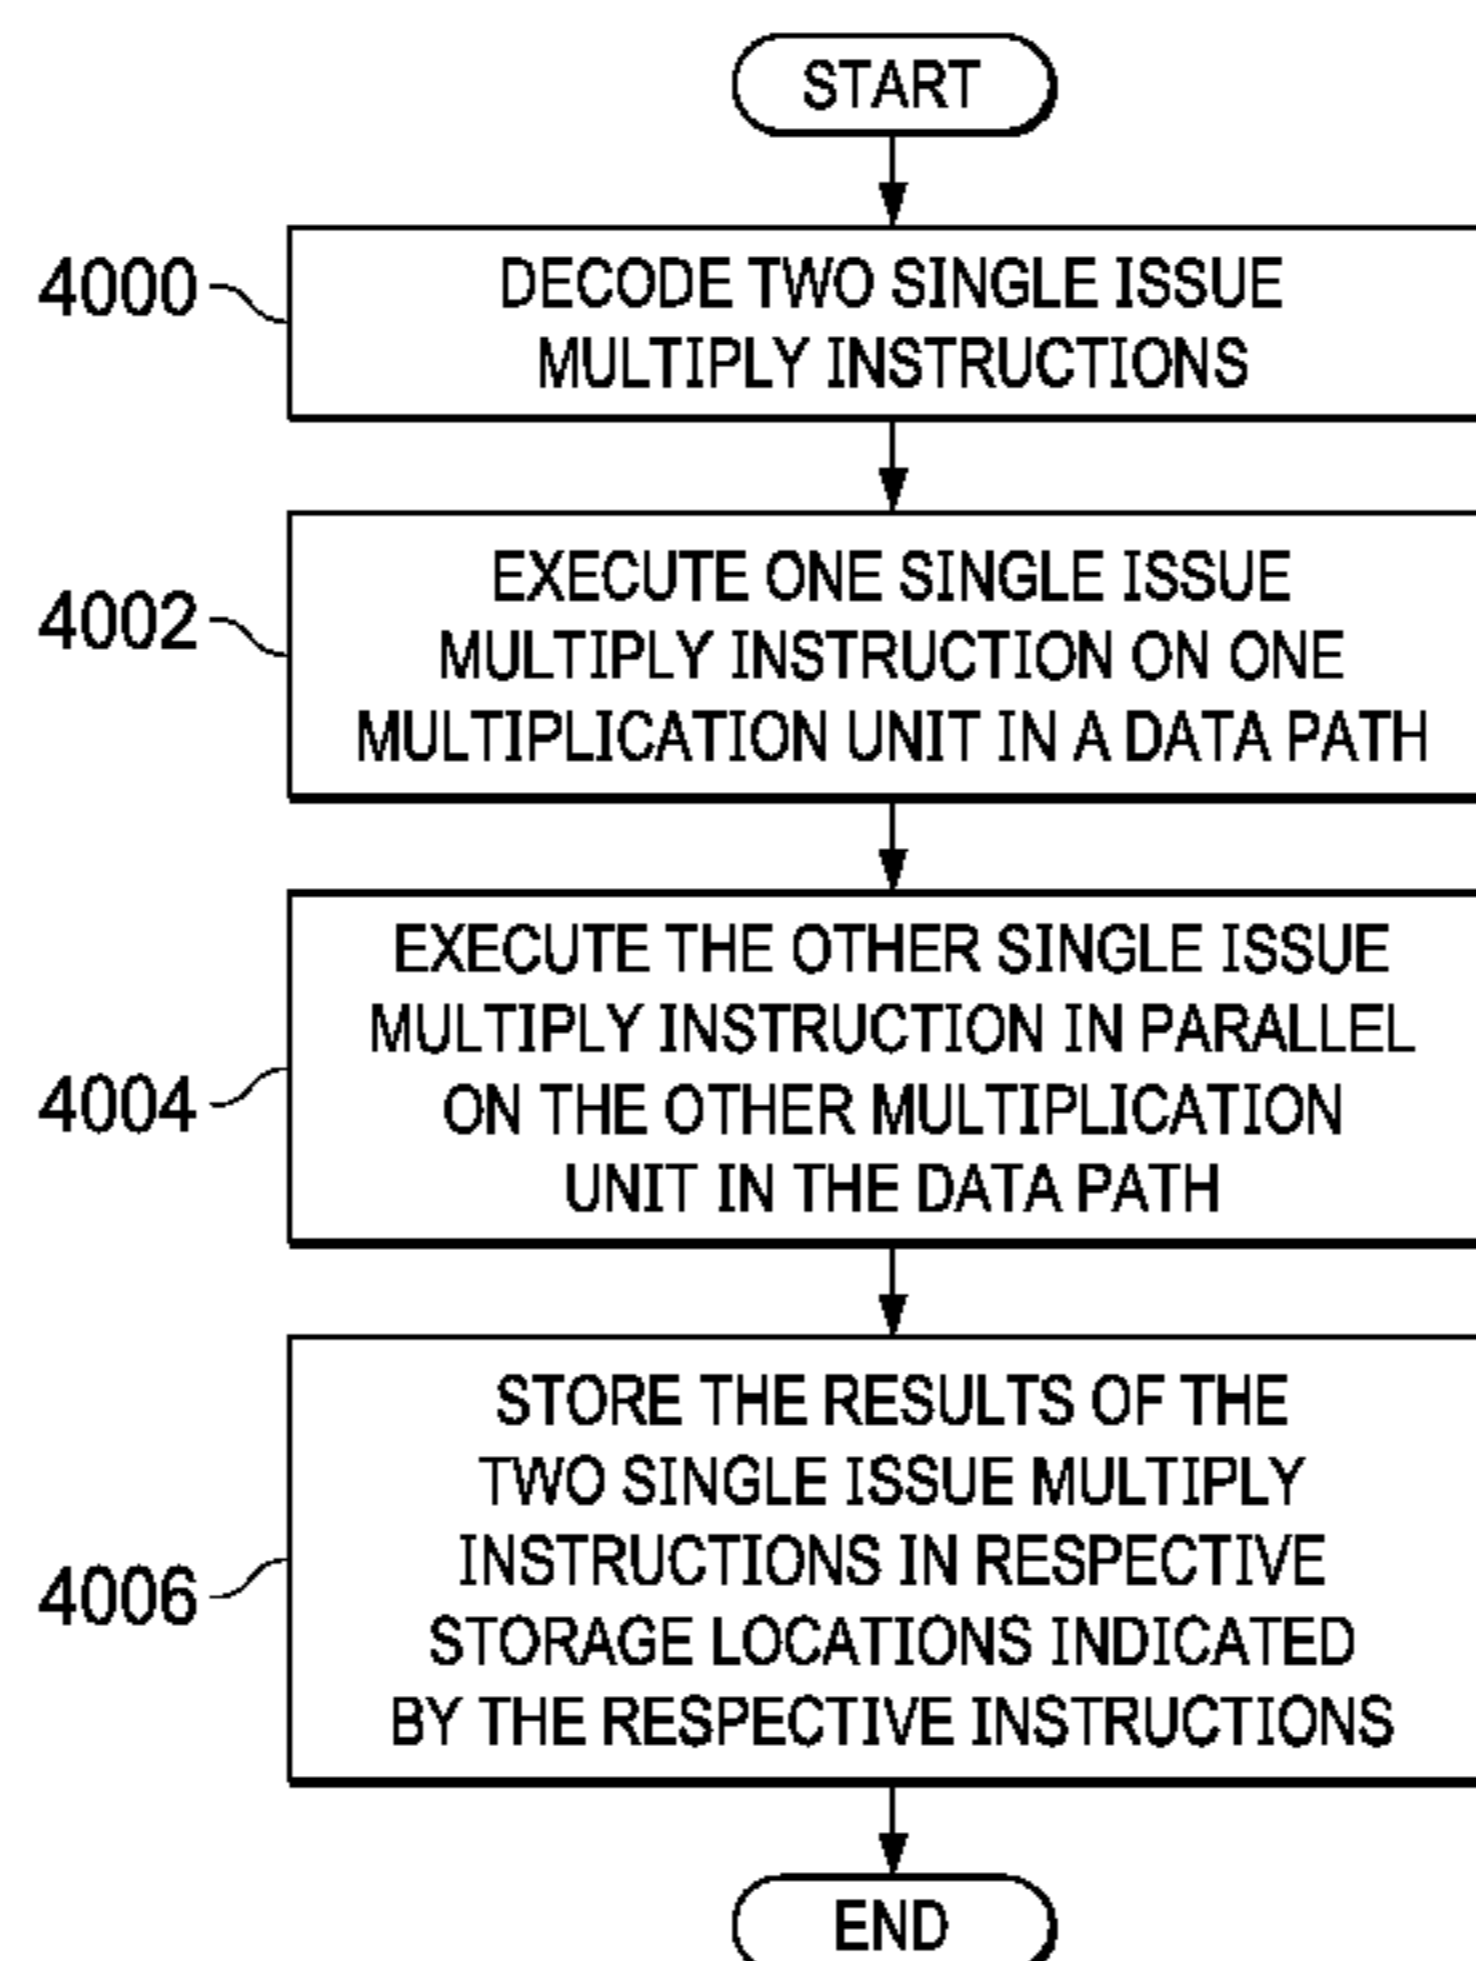 START
4000
DECODE TWO SINGLE ISSUE
MULTIPLY INSTRUCTIONS
4002
EXECUTE ONE SINGLE ISSUE
MULTIPLY INSTRUCTION ON ONE
MULTIPLICATION UNIT IN A DATA PATH
4004
EXECUTE THE OTHER SINGLE ISSUE
MULTIPLY INSTRUCTION IN PARALLEL
ON THE OTHER MULTIPLICATION
UNIT IN THE DATA PATH
4006
STORE THE RESULTS OF THE
TWO SINGLE ISSUE MULTIPLY
INSTRUCTIONS IN RESPECTIVE
STORAGE LOCATIONS INDICATED
BY THE RESPECTIVE INSTRUCTIONS
END